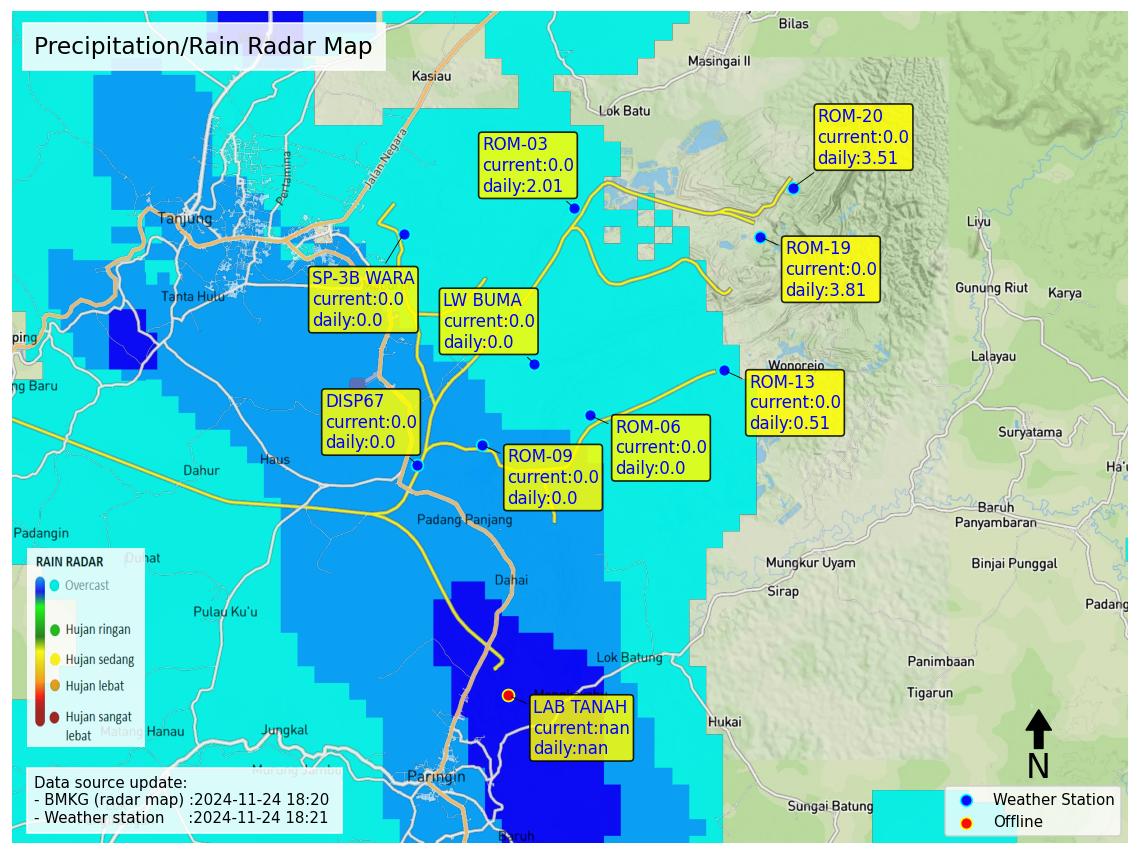 Precipitation/Rain Radar Map
Bilas
Masingai II
Kasiau
Lok Batu
Jalan Negara
Pertamina
Tanjung
Tanta Hulu
ROM-20
current:0.0
daily:3.51
ROM-03
current:0.0
daily:2.01
ROM-19
current:0.0
daily:3.81
SP-3B WARA
current:0.0
daily:0.0
LW BUMA
current:0.0
daily:0.0
Liyu
Gunung Riut
Karya
Lalayau
ping
ng Baru
Wonorejo
ROM-13
current:0.0
daily:0.51
DISP67
current:0.0
daily:0.0
ROM-06
current:0.0
daily:0.0
ROM-09
current:0.0
daily:0.0
Suryatama
Ha'u
Dahur
Haus
Baruh
Panyambaran
Padang Panjang
Padangin
Mungkur Uyam
Binjai Punggal
Dahai
Sirap
Padang
Pulau Ku'u
RAIN RADAR
Overcast
Hujan ringan
Hujan sedang
Hujan lebat
Hujan sangat
lebat
Lok Batung
Panimbaan
Tigarun
LAB TANAH
current:nan
daily:nan
Hukai
Matang Hanau
Jungkal
Murung Jambu
Paringin
Sungai Batung
Baruh
Data source update:
- BMKG (radar map) :2024-11-24 18:20
- Weather station :2024-11-24 18:21
N
Weather Station
Offline